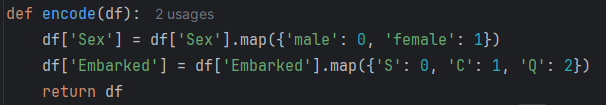 def encode(df): 2 usages
    df['Sex'] = df['Sex'].map({'male': 0, 'female': 1})
    df['Embarked'] = df['Embarked'].map({'S': 0, 'C': 1, 'Q': 2})
    return df